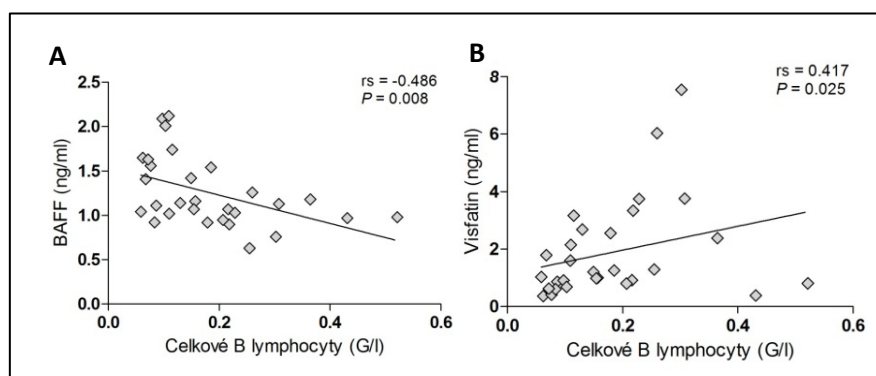 A
rs = -0.486
P = 0.008
2.5
2.0
1.5
1.0
0.5
0.0
BAFF (ng/ml)
0.0 0.2 0.4 0.6
Celkové B lymphocyty (G/l)
B
rs = 0.417
P = 0.025
8
6
4
2
0
Visfatin (ng/ml)
0.0 0.2 0.4 0.6
Celkové B lymphocyty (G/l)